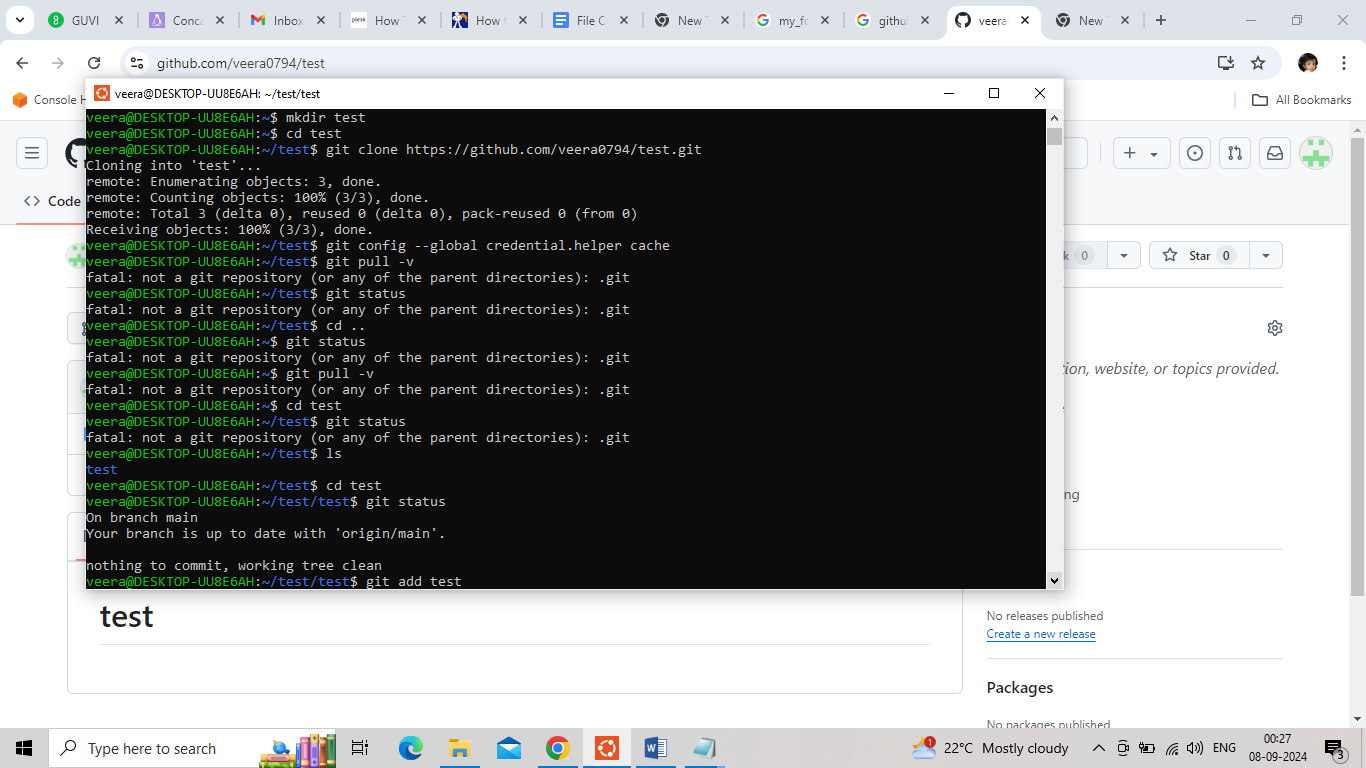 GUVI
Conca
Inbox
plesk
How T
How t
File C
New T
my_fo
githu
veera
New T
github.com/veera0794/test
Console H
All Bookmarks
veera@DESKTOP-UU8E6AH: ~/test/test
veera@DESKTOP-UU8E6AH:~$ mkdir test
veera@DESKTOP-UU8E6AH:~$ cd test
veera@DESKTOP-UU8E6AH:~/test$ git clone https://github.com/veera0794/test.git
Cloning into 'test'...
remote: Enumerating objects: 3, done.
remote: Counting objects: 100% (3/3), done.
remote: Total 3 (delta 0), reused 0 (delta 0), pack-reused 0 (from 0)
Receiving objects: 100% (3/3), done.
veera@DESKTOP-UU8E6AH:~/test$ git config --global credential.helper cache
veera@DESKTOP-UU8E6AH:~/test$ git pull -v
fatal: not a git repository (or any of the parent directories): .git
veera@DESKTOP-UU8E6AH:~/test$ git status
fatal: not a git repository (or any of the parent directories): .git
veera@DESKTOP-UU8E6AH:~/test$ cd ..
veera@DESKTOP-UU8E6AH:~$ git status
fatal: not a git repository (or any of the parent directories): .git
veera@DESKTOP-UU8E6AH:~$ git pull -v
fatal: not a git repository (or any of the parent directories): .git
veera@DESKTOP-UU8E6AH:~$ cd test
veera@DESKTOP-UU8E6AH:~/test$ git status
fatal: not a git repository (or any of the parent directories): .git
veera@DESKTOP-UU8E6AH:~/test$ ls
test
veera@DESKTOP-UU8E6AH:~/test$ cd test
veera@DESKTOP-UU8E6AH:~/test/test$ git status
On branch main
Your branch is up to date with 'origin/main'.
nothing to commit, working tree clean
veera@DESKTOP-UU8E6AH:~/test/test$ git add test
<> Code
k 0
Star 0
tion, website, or topics provided.
ng
test
No releases published
Create a new release
Packages
No packages published
Type here to search
1
22°C Mostly cloudy
ENG
00:27
08-09-2024
3